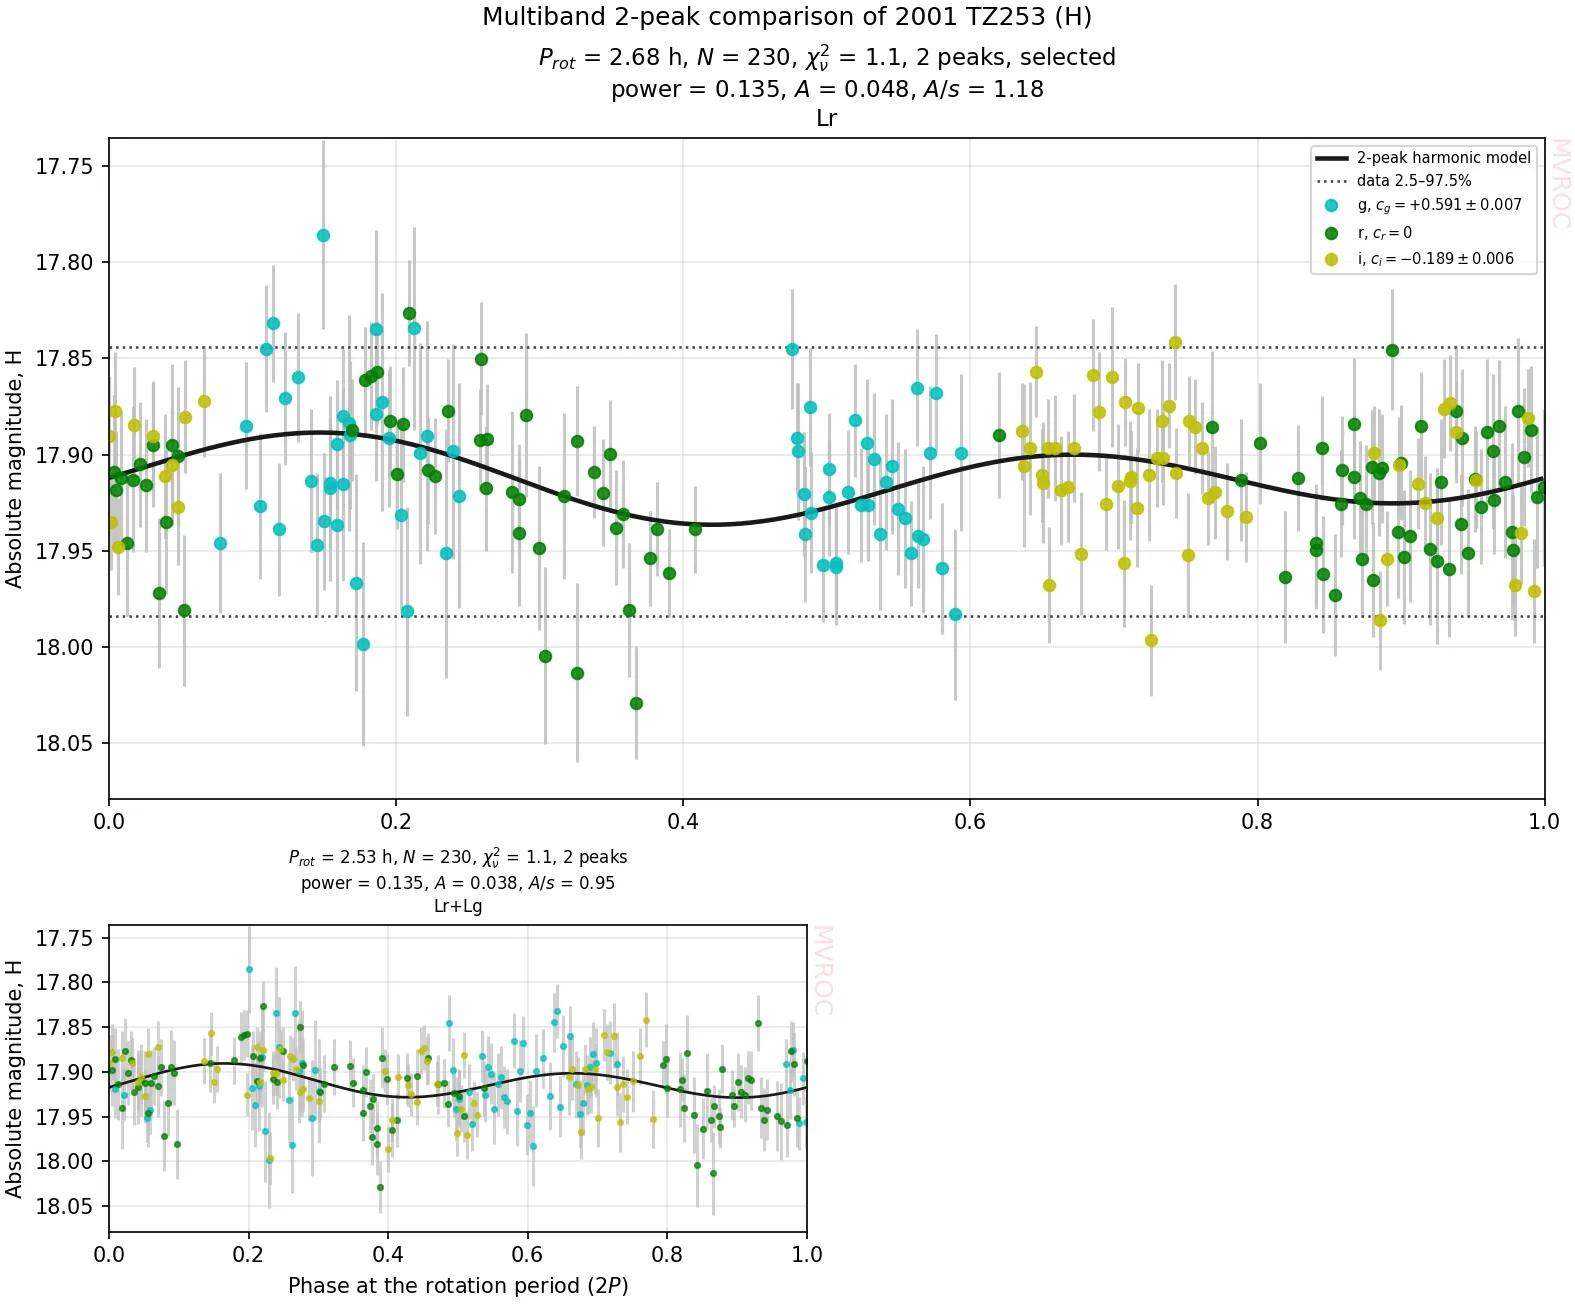 Multiband 2-peak comparison of 2001 TZ253 (H)
P_rot = 2.68 h, N = 230, χ²_ν = 1.1, 2 peaks, selected
power = 0.135, A = 0.048, A/s = 1.18
Lr
2-peak harmonic model
data 2.5–97.5%
g, c_g = +0.591 ± 0.007
r, c_r = 0
i, c_i = −0.189 ± 0.006
MVROC
Absolute magnitude, H
17.75
17.80
17.85
17.90
17.95
18.00
18.05
0.0 0.2 0.4 0.6 0.8 1.0
P_rot = 2.53 h, N = 230, χ²_ν = 1.1, 2 peaks
power = 0.135, A = 0.038, A/s = 0.95
Lr+Lg
MVROC
Absolute magnitude, H
17.75
17.80
17.85
17.90
17.95
18.00
18.05
0.0 0.2 0.4 0.6 0.8 1.0
Phase at the rotation period (2P)